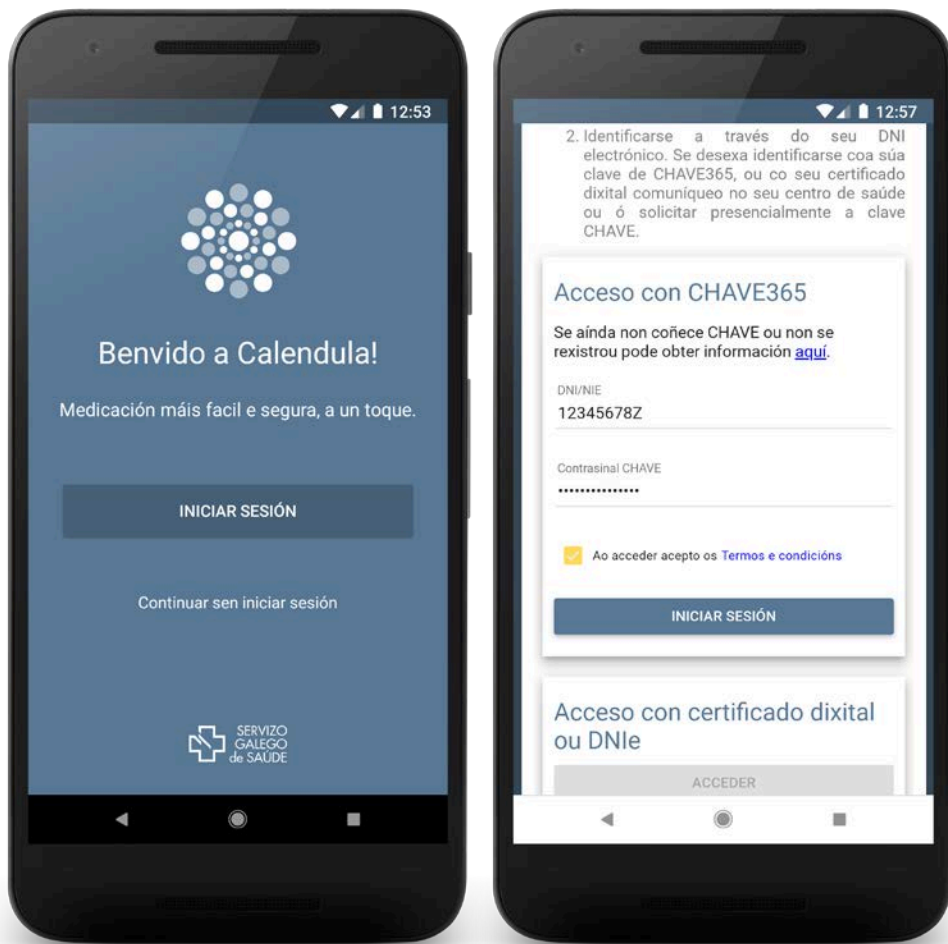 12:53
Benvido a Calendula!
Medicación máis facil e segura, a un toque.
INICIAR SESIÓN
Continuar sen iniciar sesión
SERVIZO
GALEGO
de SAÚDE
12:57
2. Identificarse a través do seu DNI
electrónico. Se desexa identificarse coa súa
clave de CHAVE365, ou co seu certificado
dixital comuníqueo no seu centro de saúde
ou ó solicitar presencialmente a clave
CHAVE.
Acceso con CHAVE365
Se aínda non coñece CHAVE ou non se
rexistrou pode obter información aquí.
DNI/NIE
12345678Z
Contrasinal CHAVE
•••••••••••••••
Ao acceder acepto os Termos e condicións
INICIAR SESIÓN
Acceso con certificado dixital
ou DNIe
ACCEDER